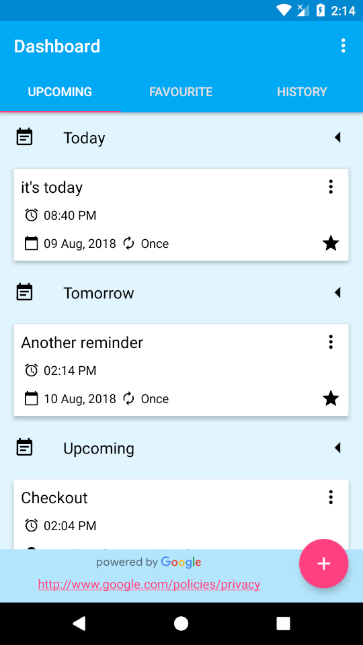 2:14
Dashboard
UPCOMING FAVOURITE HISTORY
Today
it's today
08:40 PM
09 Aug, 2018 Once
Tomorrow
Another reminder
02:14 PM
10 Aug, 2018 Once
Upcoming
Checkout
02:04 PM
powered by Google
http://www.google.com/policies/privacy